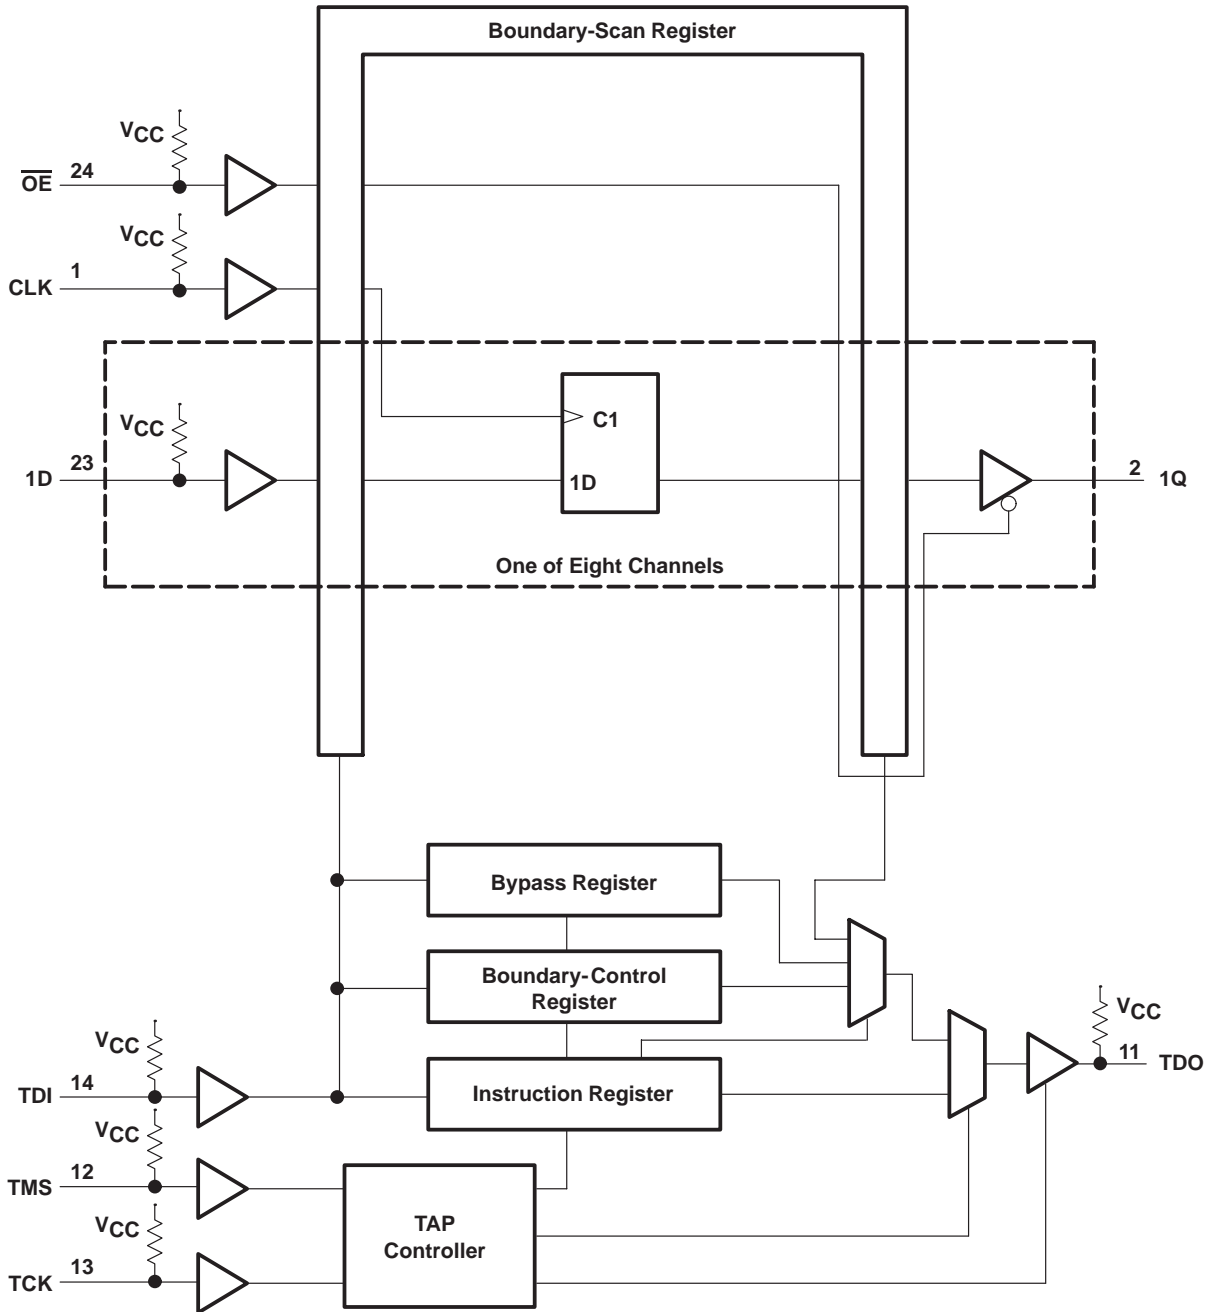 Boundary-Scan Register
VCC
OE 24
VCC
CLK 1
VCC
1D 23
C1
1D
2 1Q
One of Eight Channels
Bypass Register
Boundary-Control
Register
VCC
VCC
TDI 14
Instruction Register
11 TDO
VCC
TMS 12
VCC
TAP
Controller
TCK 13